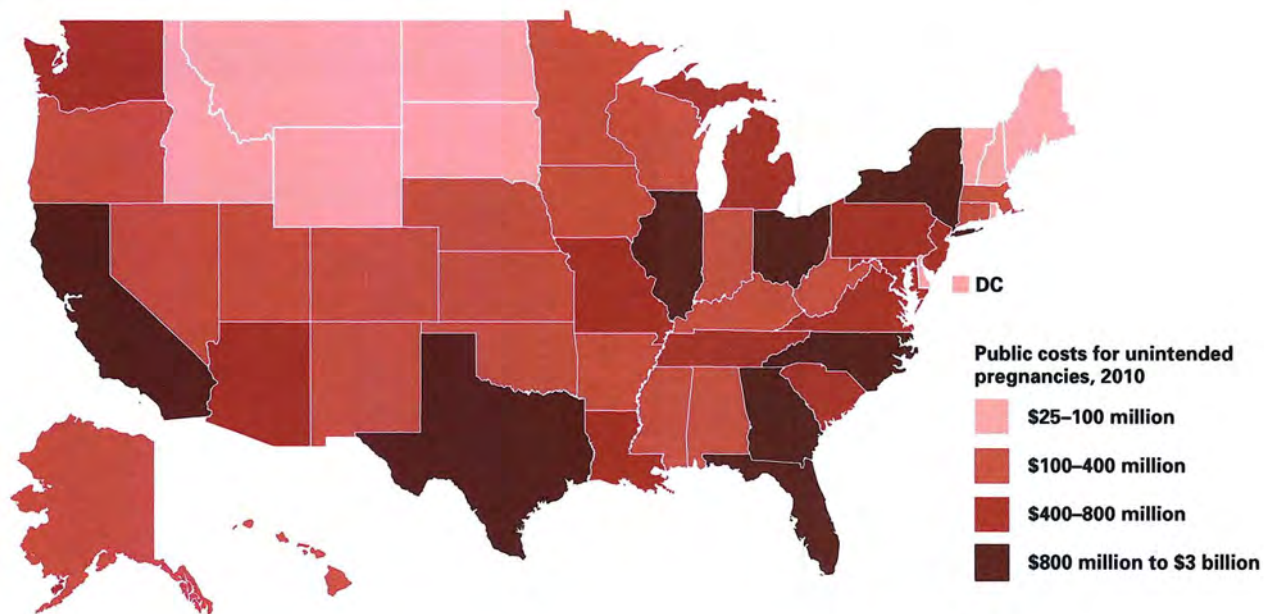 DC
Public costs for unintended
pregnancies, 2010
$25–100 million
$100–400 million
$400–800 million
$800 million to $3 billion